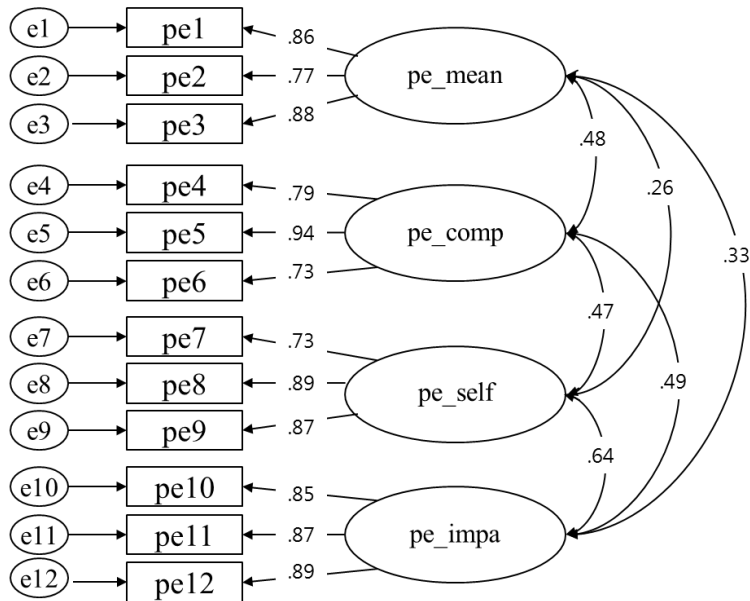 e1 pe1 .86
e2 pe2 .77 pe_mean
e3 pe3 .88
.48
.26
e4 pe4 .79
e5 pe5 .94 pe_comp
.33
e6 pe6 .73
.47
e7 pe7 .73
e8 pe8 .89 pe_self .49
e9 pe9 .87
.64
e10 pe10 .85
e11 pe11 .87 pe_impa
e12 pe12 .89